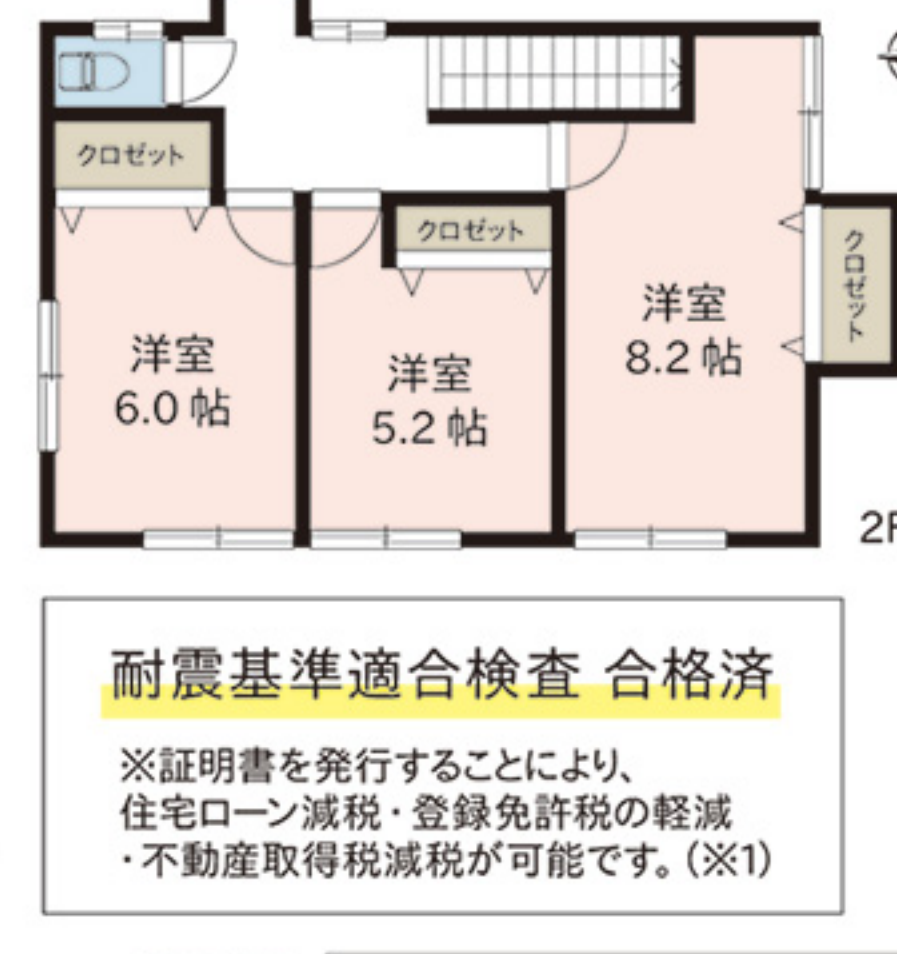 クロゼット
クロゼット
クロゼット
洋室
6.0 帖
洋室
5.2 帖
洋室
8.2 帖
耐震基準適合検査 合格済
※証明書を発行することにより、
住宅ローン減税・登録免許税の軽減
・不動産取得税減税が可能です。(※1)